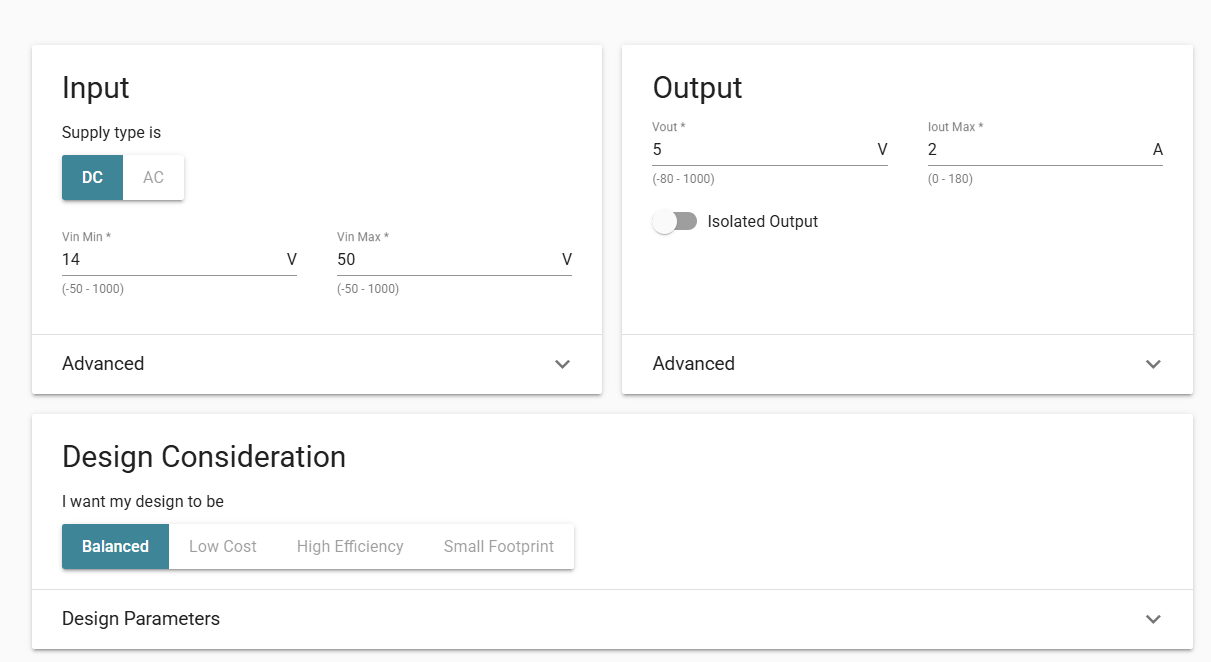 Input
Supply type is
DC AC
Vin Min * Vin Max *
14 V 50 V
(-50 - 1000) (-50 - 1000)
Advanced
Output
Vout * Iout Max *
5 V 2 A
(-80 - 1000) (0 - 180)
Isolated Output
Advanced
Design Consideration
I want my design to be
Balanced Low Cost High Efficiency Small Footprint
Design Parameters